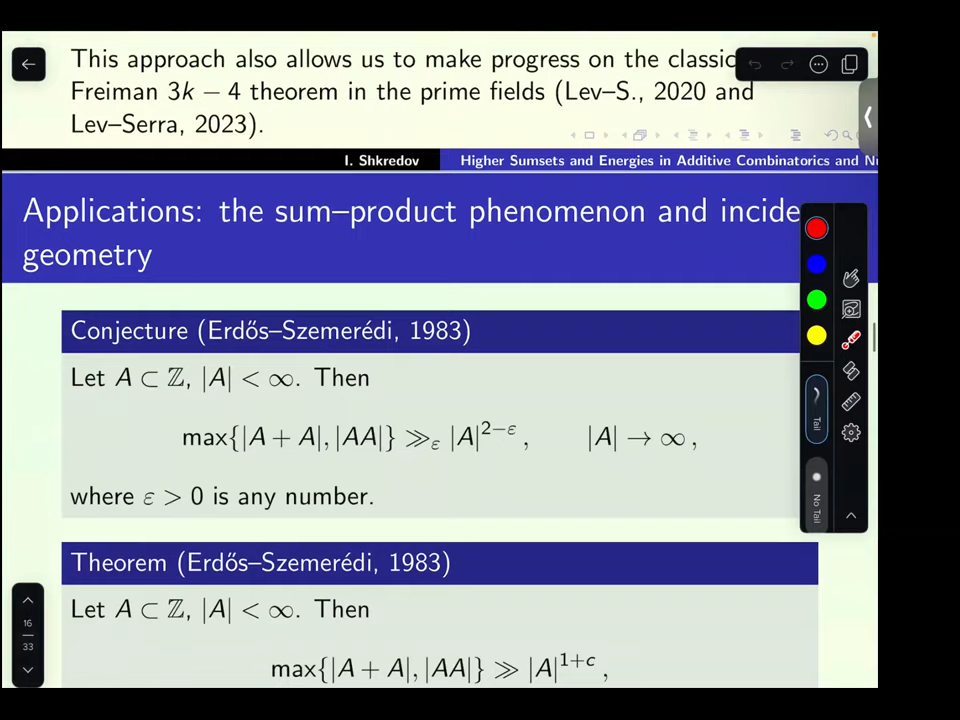 This approach also allows us to make progress on the classic
Freiman 3k − 4 theorem in the prime fields (Lev–S., 2020 and
Lev–Serra, 2023).
I. Shkredov
Higher Sumsets and Energies in Additive Combinatorics and Nu
Applications: the sum–product phenomenon and incide
geometry
Conjecture (Erdős–Szemerédi, 1983)
Let A ⊂ ℤ, |A| < ∞. Then
max{|A + A|, |AA|} ≫_ε |A|^{2−ε} , |A| → ∞ ,
where ε > 0 is any number.
Theorem (Erdős–Szemerédi, 1983)
Let A ⊂ ℤ, |A| < ∞. Then
max{|A + A|, |AA|} ≫ |A|^{1+c} ,
Tail
No Tail
16
33